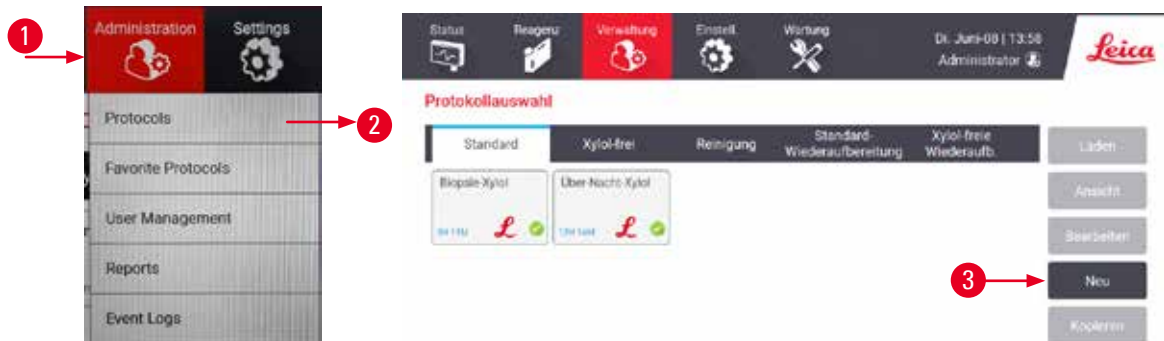 1
Administration Settings
Protocols
2
Favorite Protocols
User Management
Reports
Event Logs
Status Reagenz Verwaltung Einstell. Wartung
Di. Juni-08 | 13:58
Administrator
Leica
Protokollauswahl
Standard Xylol-frei Reinigung Standard-Wiederaufbereitung Xylol-freie Wiederaufb.
Laden
Biopsie-Xylol Über-Nacht-Xylol
Ansicht
L L
Bearbeiten
3
Neu
Kopieren